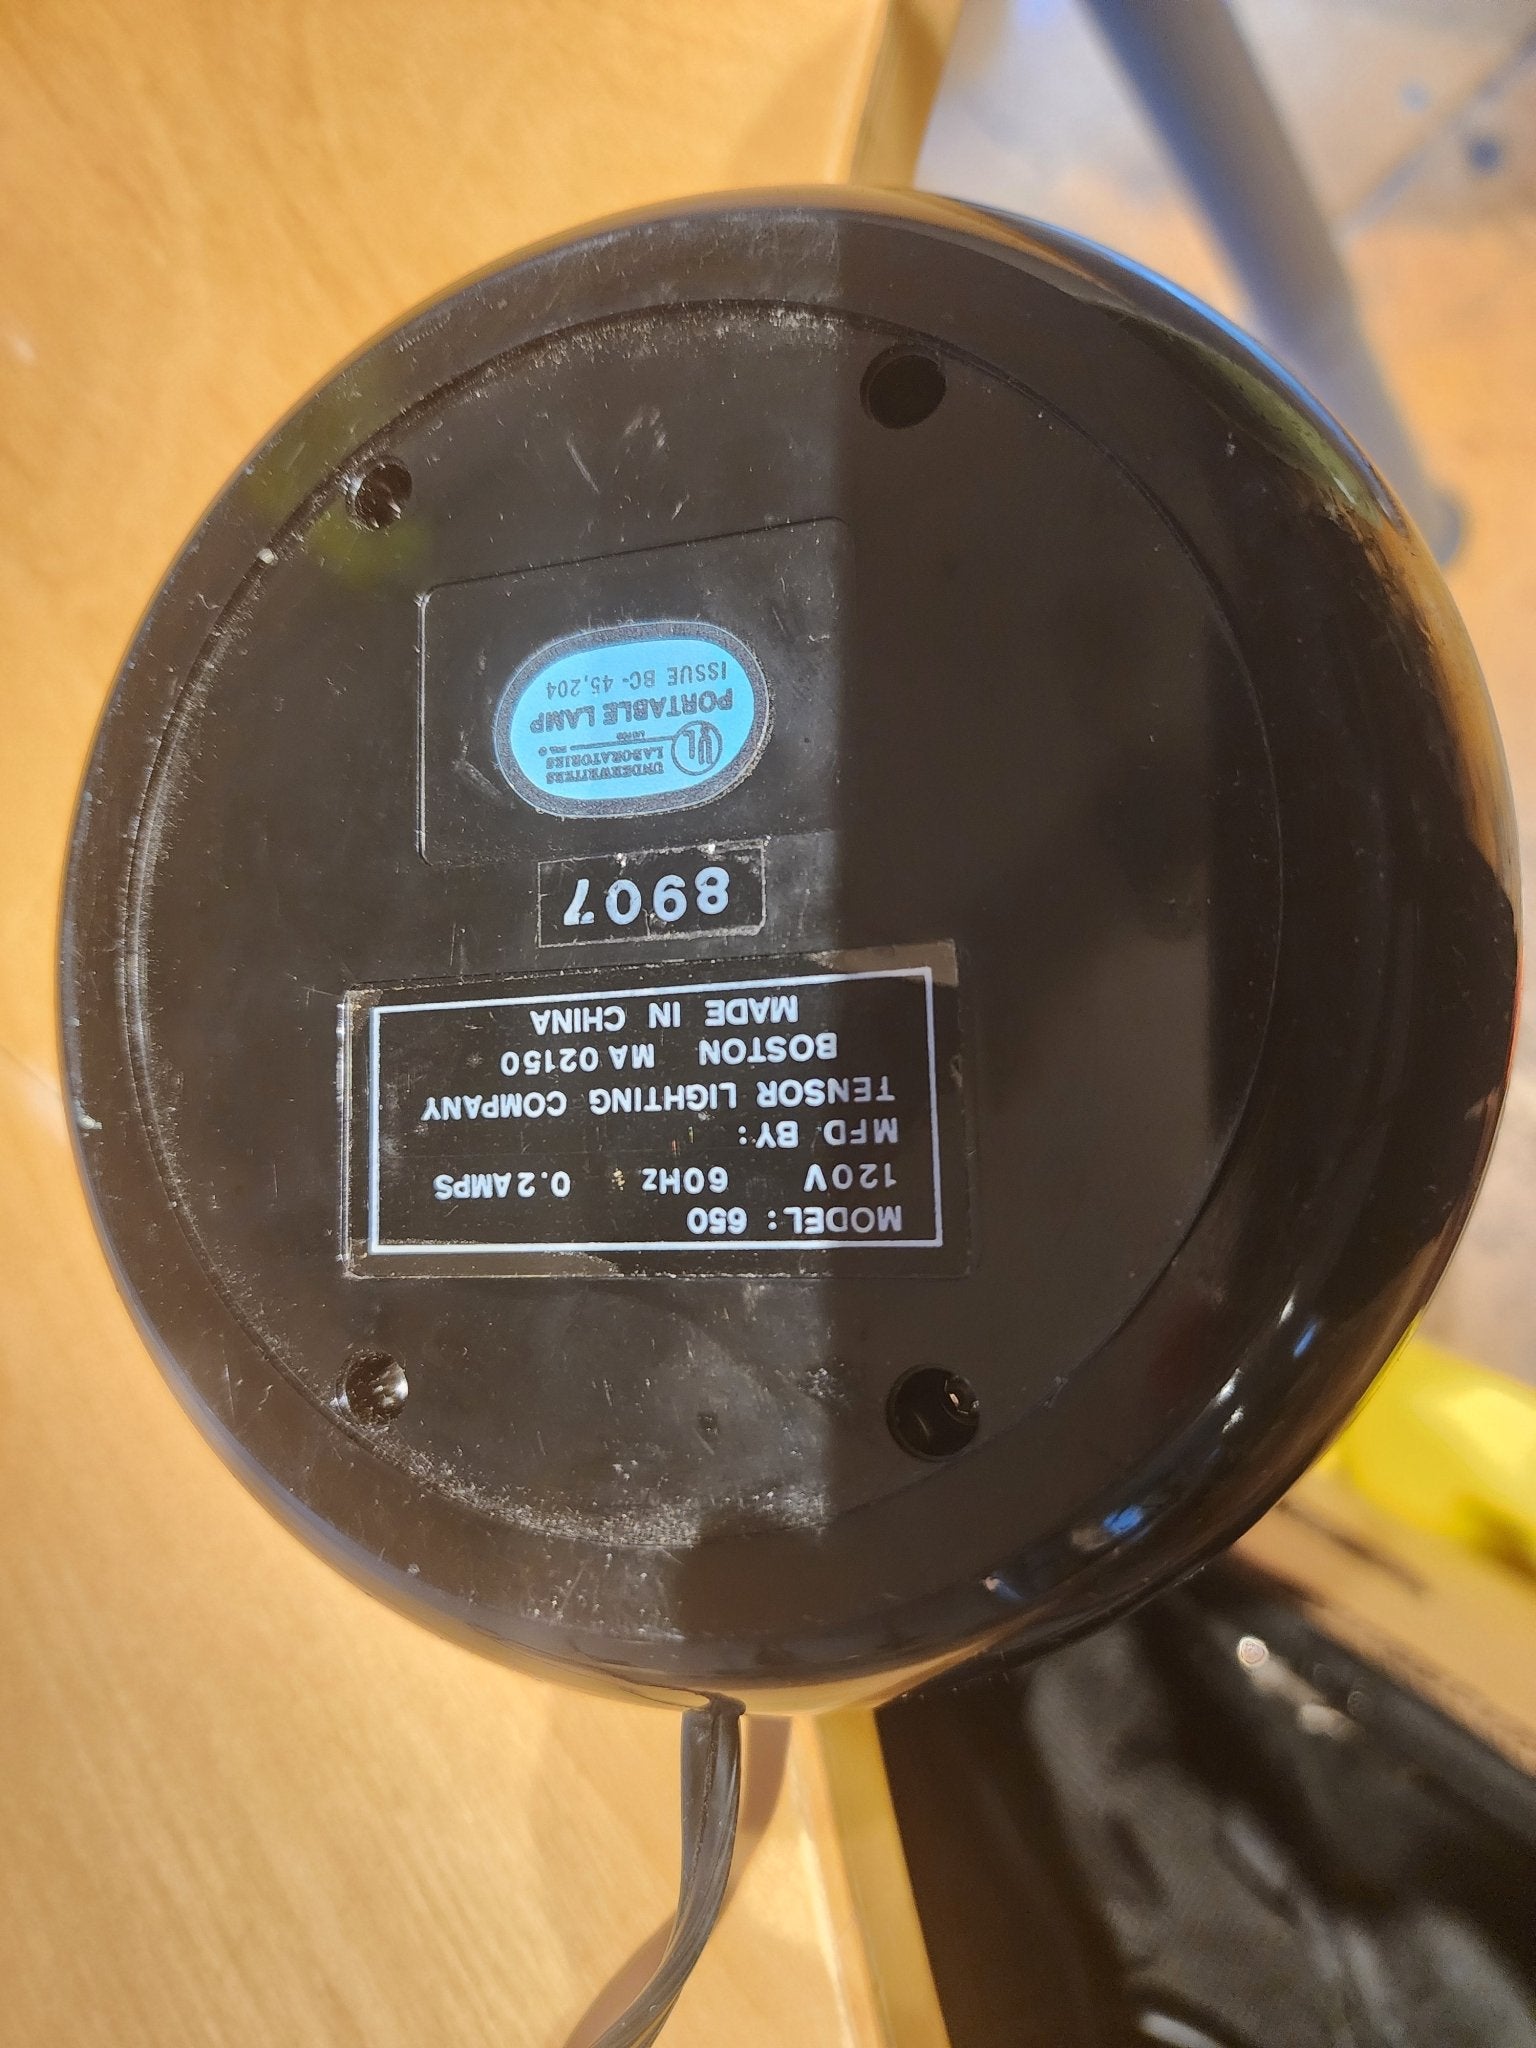 MODEL: 650
120V 60Hz 0.2AMPS
MFD BY:
TENSOR LIGHTING COMPANY
BOSTON MA 02150
MADE IN CHINA
8907
UL
UNDERWRITERS
LABORATORIES
LISTED
PORTABLE LAMP
ISSUE BC-45,204